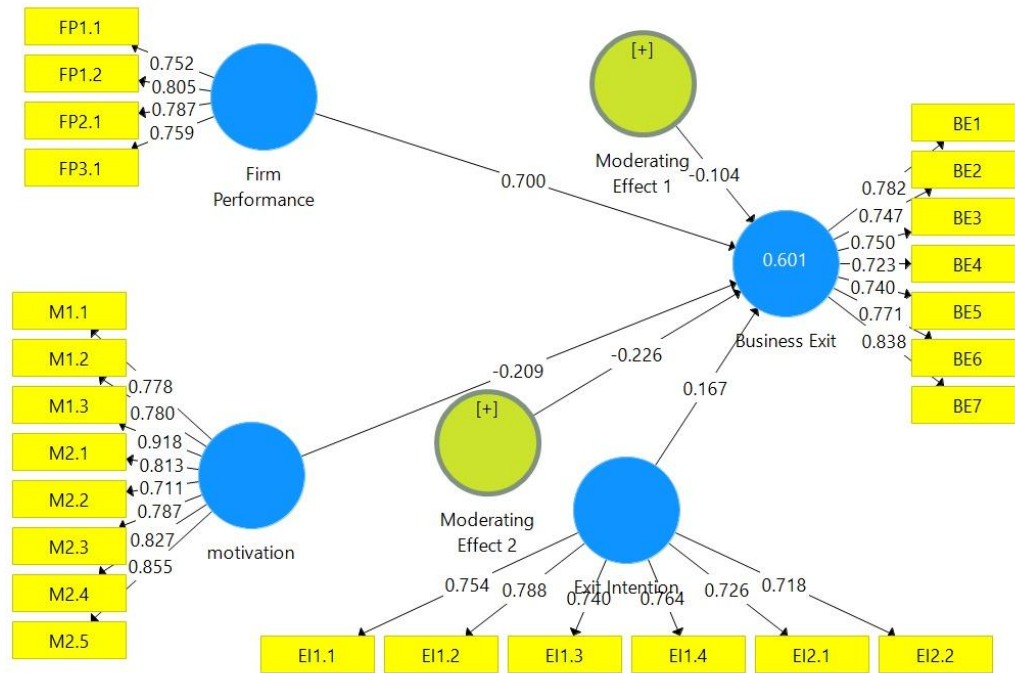 FP1.1
FP1.2
FP2.1
FP3.1
0.752
0.805
0.787
0.759
Firm
Performance
0.700
[+]
Moderating
Effect 1
-0.104
BE1
BE2
BE3
BE4
BE5
BE6
BE7
0.782
0.747
0.750
0.723
0.740
0.771
0.838
0.601
Business Exit
M1.1
M1.2
M1.3
M2.1
M2.2
M2.3
M2.4
M2.5
0.778
0.780
0.918
0.813
0.711
0.787
0.827
0.855
motivation
-0.209
-0.226
0.167
[+]
Moderating
Effect 2
Exit Intention
0.754
0.788
0.740
0.764
0.726
0.718
EI1.1
EI1.2
EI1.3
EI1.4
EI2.1
EI2.2